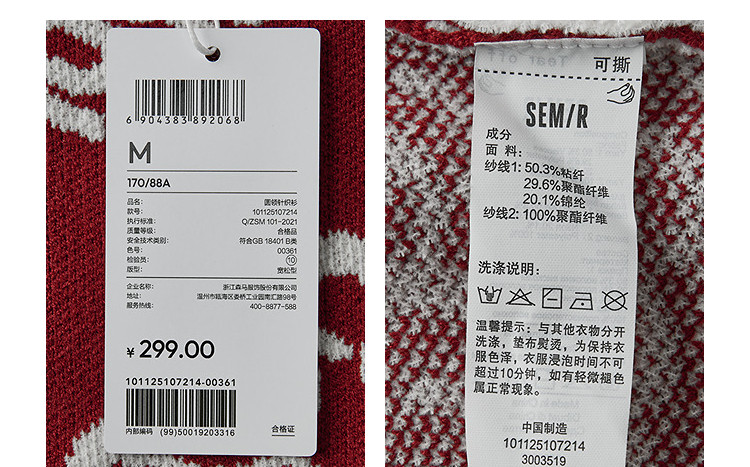 6 904383 892068
M
170/88A
品名: 圆领针织衫
款号: 101125107214
执行标准: Q/ZSM 101-2021
质量等级: 合格品
安全技术类别: 符合GB 18401 B类
色号: 00361
检验员: 10
版型: 宽松型
企业名称: 浙江森马服饰股份有限公司
地址: 温州市瓯海区娄桥工业园南汇路98号
服务热线: 400-8877-588
¥ 299.00
101125107214-00361
内部编码 (99)50019203316
合格证
Tear off
可撕
SEM/R
成分
面 料:
纱线1: 50.3%粘纤
29.6%聚酯纤维
20.1%锦纶
纱线2: 100%聚酯纤维
洗涤说明:
温馨提示: 与其他衣物分开
洗涤, 垫布熨烫, 为保持衣
服色泽, 衣服浸泡时间不可
超过10分钟, 如有轻微褪色
属正常现象。
中国制造
101125107214
3003519